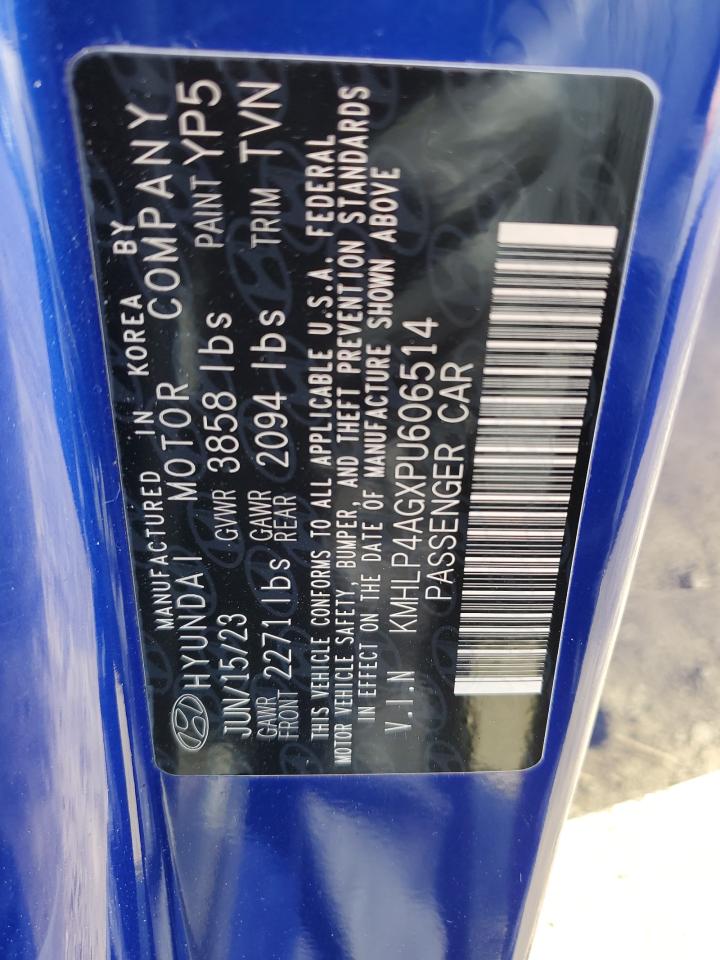 MANUFACTURED IN KOREA BY
HYUNDAI MOTOR COMPANY
JUN/15/23 GVWR 3858 lbs PAINT YP5
GAWR FRONT 2271 lbs GAWR REAR 2094 lbs TRIM TVN
THIS VEHICLE CONFORMS TO ALL APPLICABLE U.S.A. FEDERAL
MOTOR VEHICLE SAFETY, BUMPER, AND THEFT PREVENTION STANDARDS
IN EFFECT ON THE DATE OF MANUFACTURE SHOWN ABOVE
V.I.N KMHLP4AGXPU606514
PASSENGER CAR